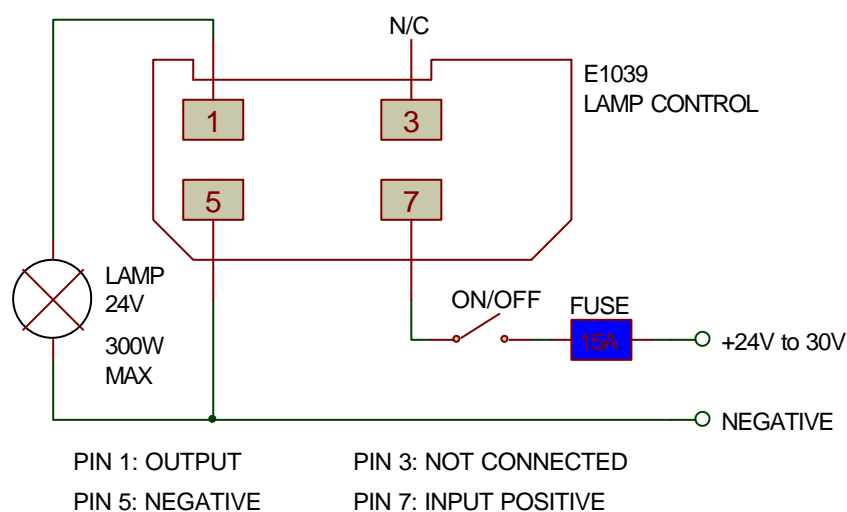 N/C
E1039
LAMP CONTROL
1
3
5
7
LAMP
24V
300W
MAX
ON/OFF
FUSE
15A
+24V to 30V
NEGATIVE
PIN 1: OUTPUT
PIN 3: NOT CONNECTED
PIN 5: NEGATIVE
PIN 7: INPUT POSITIVE